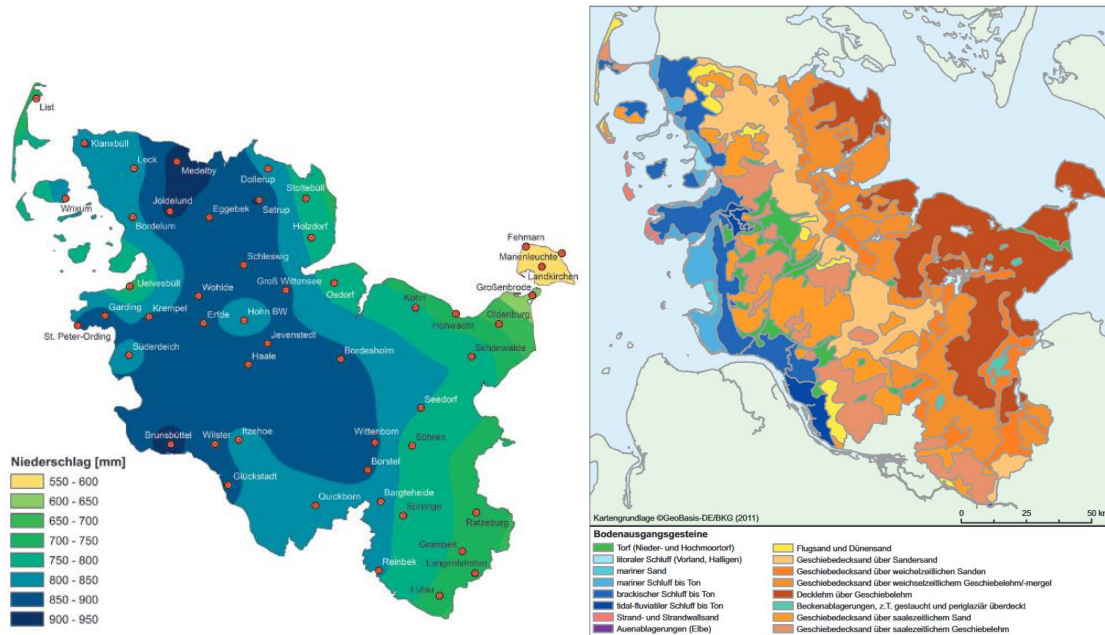 List
Klanxbüll
Leck
Medelby
Dollerup
Stoltebüll
Wrixum
Joldelund
Bordelum
Eggebek
Satrup
Holzdorf
Schleswig
Uelvesbüll
Wohlde
Groß Wittensee
Osdorf
Fehmarn
Marienleuchte
Landkirchen
Großenbrode
Garding
Krempel
Erfde
Hohn BW
Kohn
Hohwacht
Oldenburg
St. Peter-Ording
Süderdeich
Jevenstedt
Haale
Bordesholm
Schönwalde
Seedorf
Brunsbüttel
Wilster
Itzehoe
Wittenborn
Söhren
Glückstadt
Borstel
Quickborn
Bargteheide
Sprenge
Ratzeburg
Grambek
Langenlehsten
Reinbek
Lütau
Niederschlag [mm]
550 - 600
600 - 650
650 - 700
700 - 750
750 - 800
800 - 850
850 - 900
900 - 950
Kartengrundlage ©GeoBasis-DE/BKG (2011)
0 25 50 km
Bodenausgangsgesteine
Torf (Nieder- und Hochmoortorf)
litoraler Schluff (Vorland, Halligen)
mariner Sand
mariner Schluff bis Ton
brackischer Schluff bis Ton
tidal-fluviatiler Schluff bis Ton
Strand- und Strandwallsand
Auenablagerungen (Elbe)
Flugsand und Dünensand
Geschiebedecksand über Sandersand
Geschiebedecksand über weichselzeitlichen Sanden
Geschiebedecksand über weichselzeitlichem Geschiebelehm/-mergel
Decklehm über Geschiebelehm
Beckenablagerungen, z.T. gestaucht und periglaziär überdeckt
Geschiebedecksand über saalezeitlichem Sand
Geschiebedecksand über saalezeitlichem Geschiebelehm